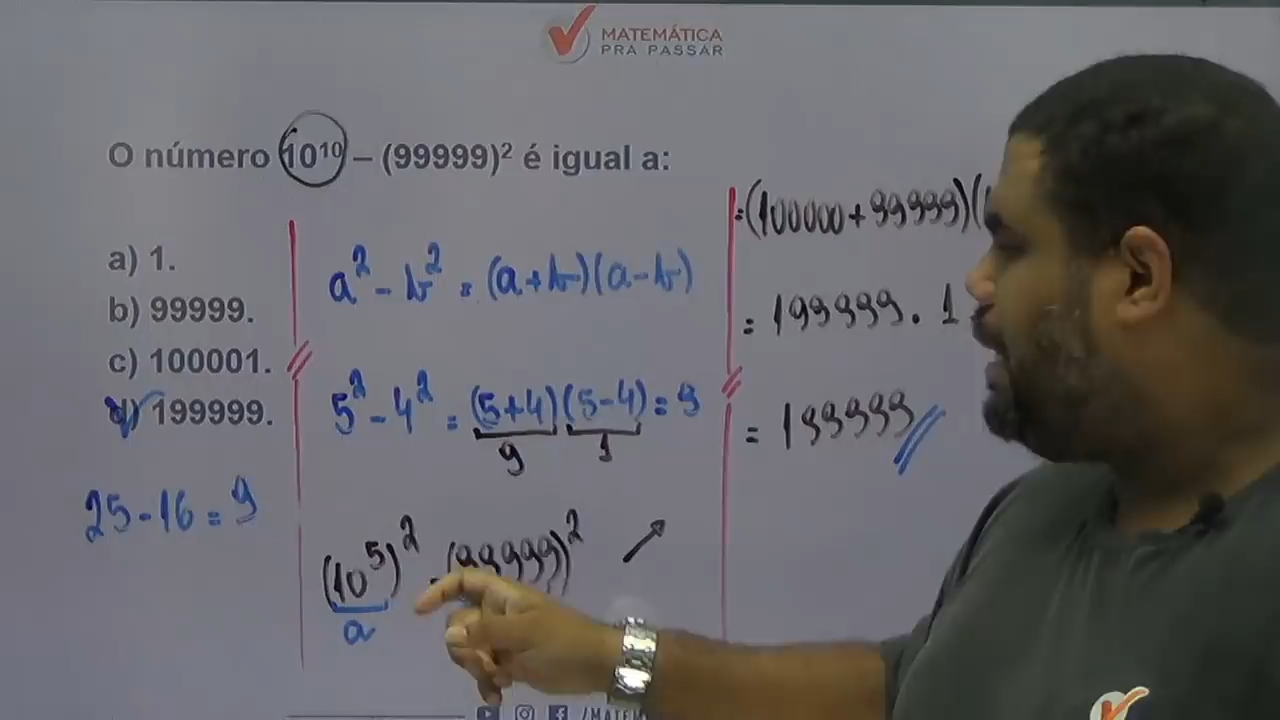 MATEMÁTICA
PRA PASSAR
O número 10¹⁰ – (99999)² é igual a:
a) 1.
b) 99999.
c) 100001.
d) 199999.
25 - 16 = 9
a² - b² = (a+b)(a-b)
5² - 4² = (5+4)(5-4) = 9
9 1
(10⁵)² - (99999)²
a
= (100000 + 99999)(
= 199999 . 1
= 199999